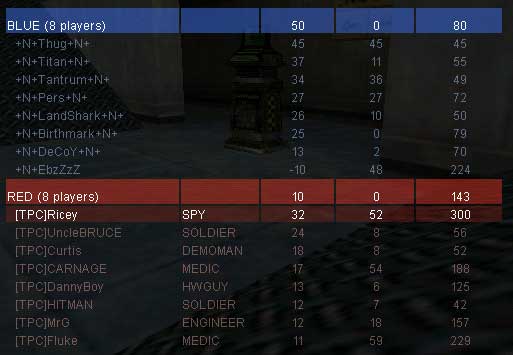 BLUE (8 players) 50 0 80
+N+Thug+N+ 45 45 45
+N+Titan+N+ 37 11 55
+N+Tantrum+N+ 34 36 49
+N+Pers+N+ 27 27 72
+N+LandShark+N+ 26 10 50
+N+Birthmark+N+ 25 0 79
+N+DeCoY+N+ 13 2 70
+N+EbzZzZ -10 48 224
RED (8 players) 10 0 143
[TPC]Ricey SPY 32 52 300
[TPC]UncleBRUCE SOLDIER 24 8 56
[TPC]Curtis DEMOMAN 18 8 52
[TPC]CARNAGE MEDIC 17 54 188
[TPC]DannyBoy HWGUY 13 6 125
[TPC]HITMAN SOLDIER 12 7 42
[TPC]MrG ENGINEER 12 18 157
[TPC]Fluke MEDIC 11 59 229